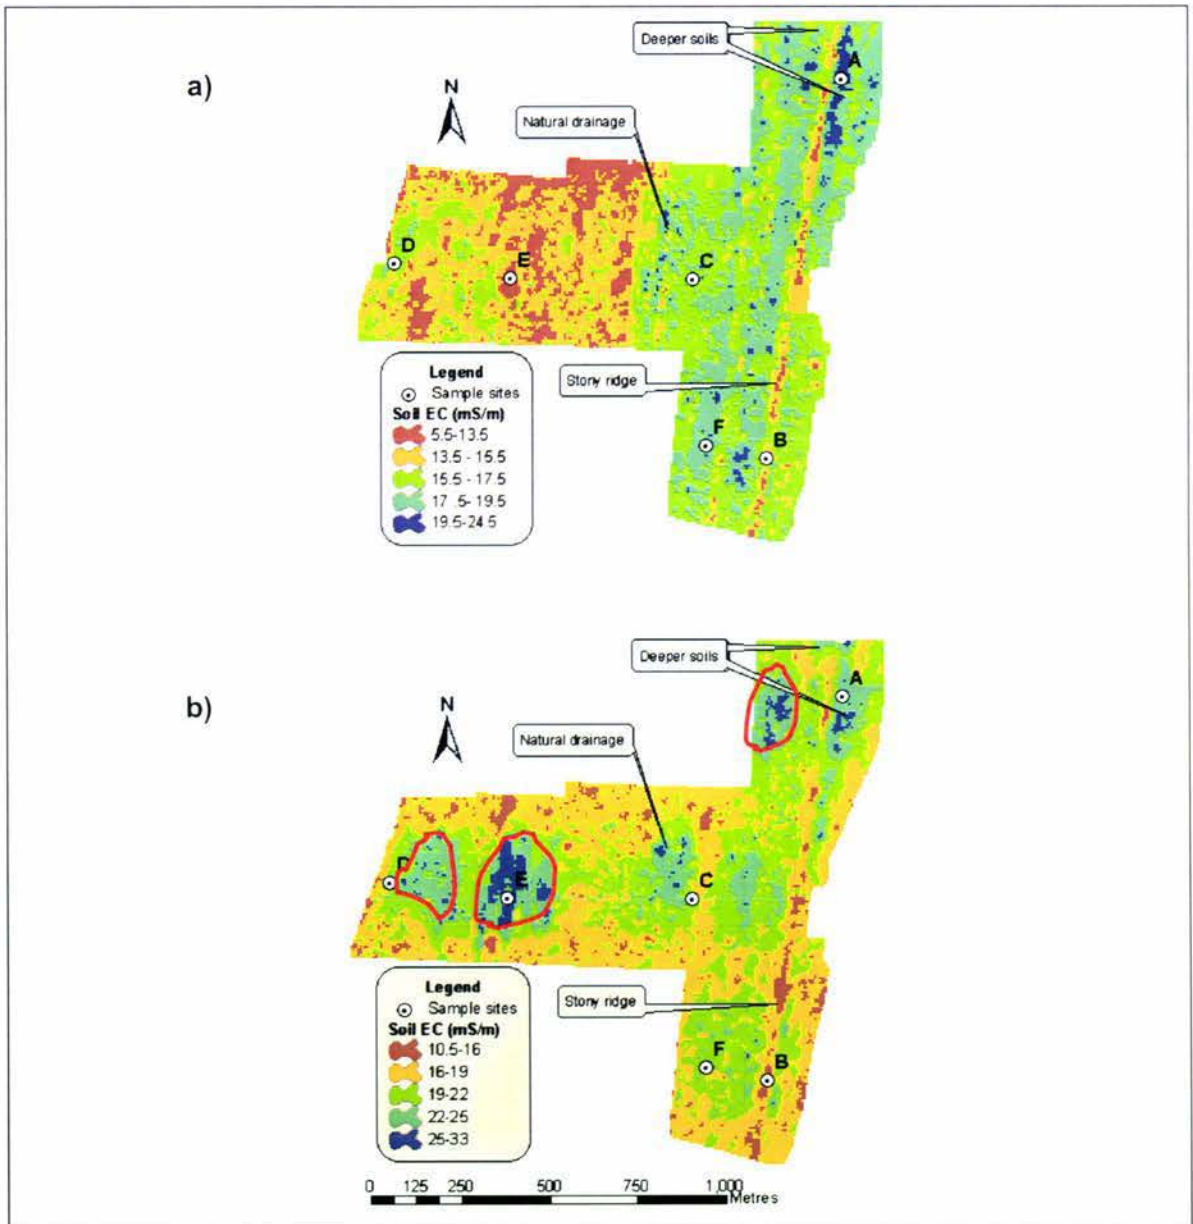 a)
N
Deeper soils
A
Natural drainage
D
E
C
Stony ridge
F
B
Legend
Sample sites
Soil EC (mS/m)
5.5-13.5
13.5 - 15.5
15.5 - 17.5
17.5- 19.5
19.5-24.5
b)
N
Deeper soils
A
Natural drainage
D
E
C
Stony ridge
F
B
Legend
Sample sites
Soil EC (mS/m)
10.5-16
16-19
19-22
22-25
25-33
0 125 250 500 750 1,000
Metres